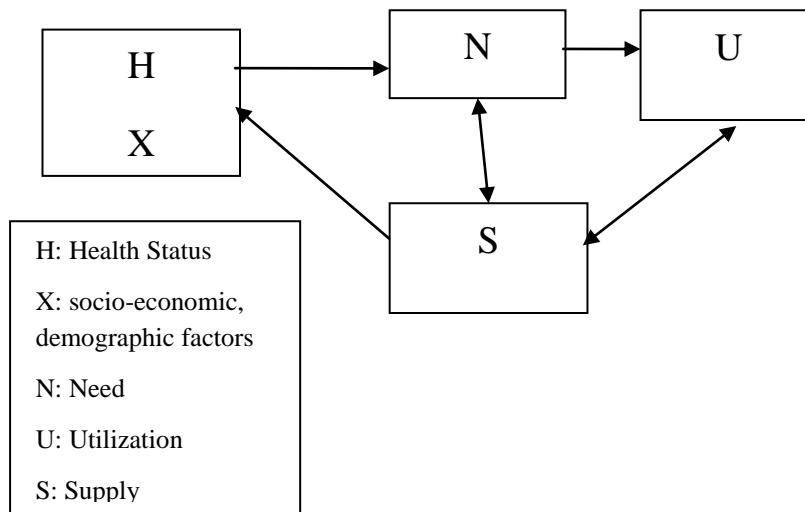 H
X
N
U
S
H: Health Status
X: socio-economic,
demographic factors
N: Need
U: Utilization
S: Supply